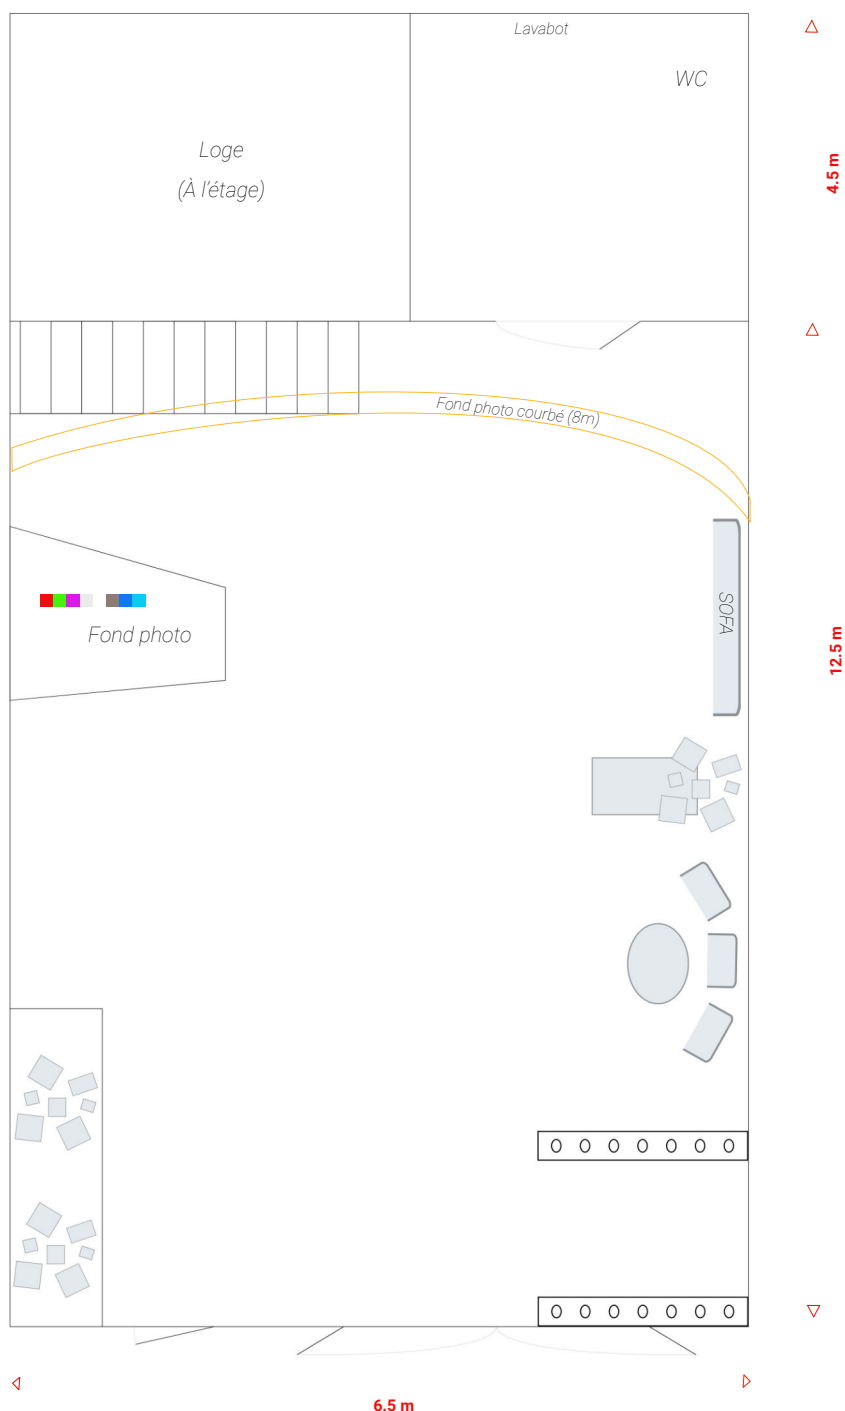 Lavabot
WC
Loge
(À l'étage)
4.5 m
Fond photo courbé (8m)
SOFA
Fond photo
12.5 m
6.5 m